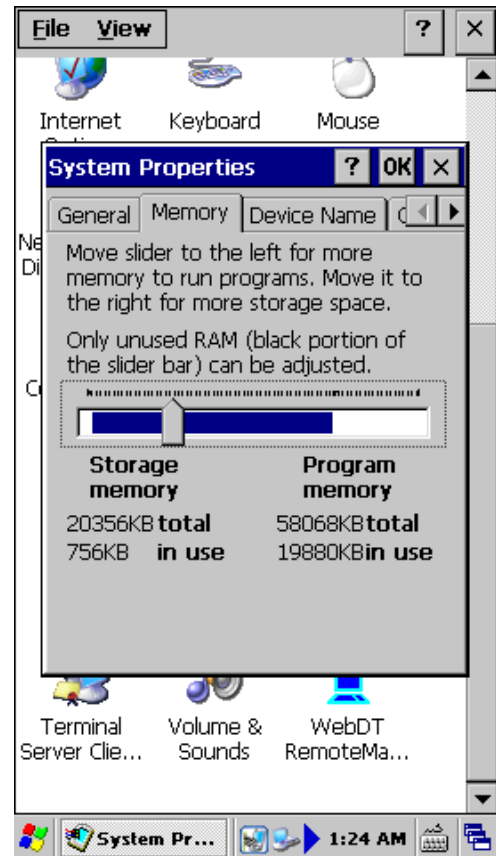 File View ? ×
Internet Keyboard Mouse
System Properties ? OK ×
General Memory Device Name
Move slider to the left for more
memory to run programs. Move it to
the right for more storage space.
Only unused RAM (black portion of
the slider bar) can be adjusted.
Storage Program
memory memory
20356KB total 58068KB total
756KB in use 19880KB in use
Terminal Volume & WebDT
Server Clie... Sounds RemoteMa...
System Pr... 1:24 AM